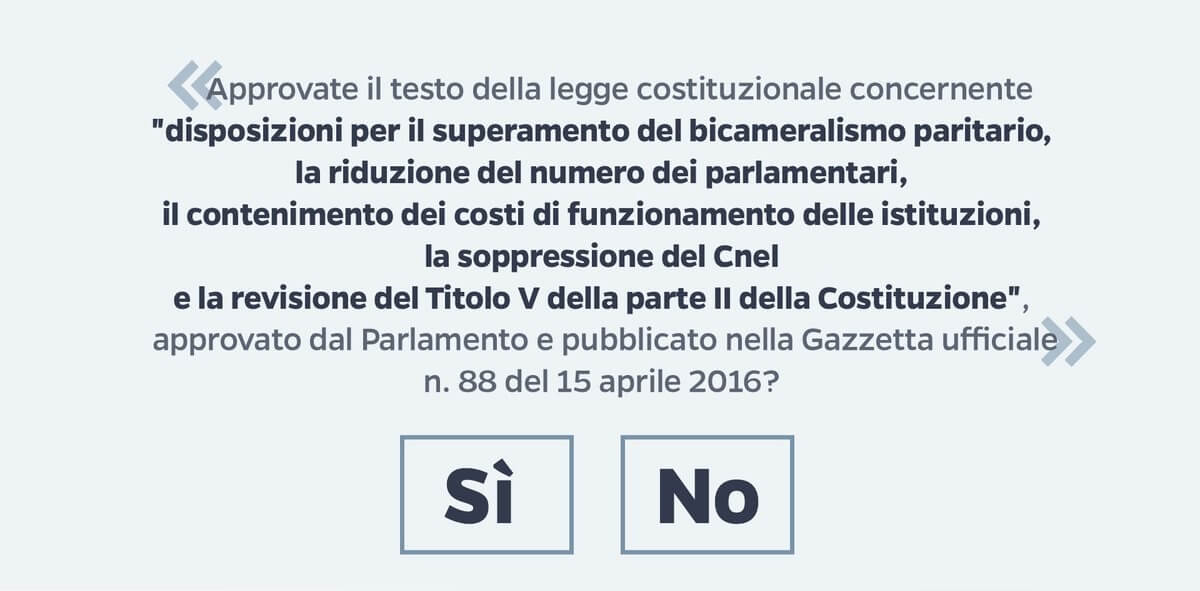 «Approvate il testo della legge costituzionale concernente
"disposizioni per il superamento del bicameralismo paritario,
la riduzione del numero dei parlamentari,
il contenimento dei costi di funzionamento delle istituzioni,
la soppressione del Cnel
e la revisione del Titolo V della parte II della Costituzione",
approvato dal Parlamento e pubblicato nella Gazzetta ufficiale»
n. 88 del 15 aprile 2016?
Sì No